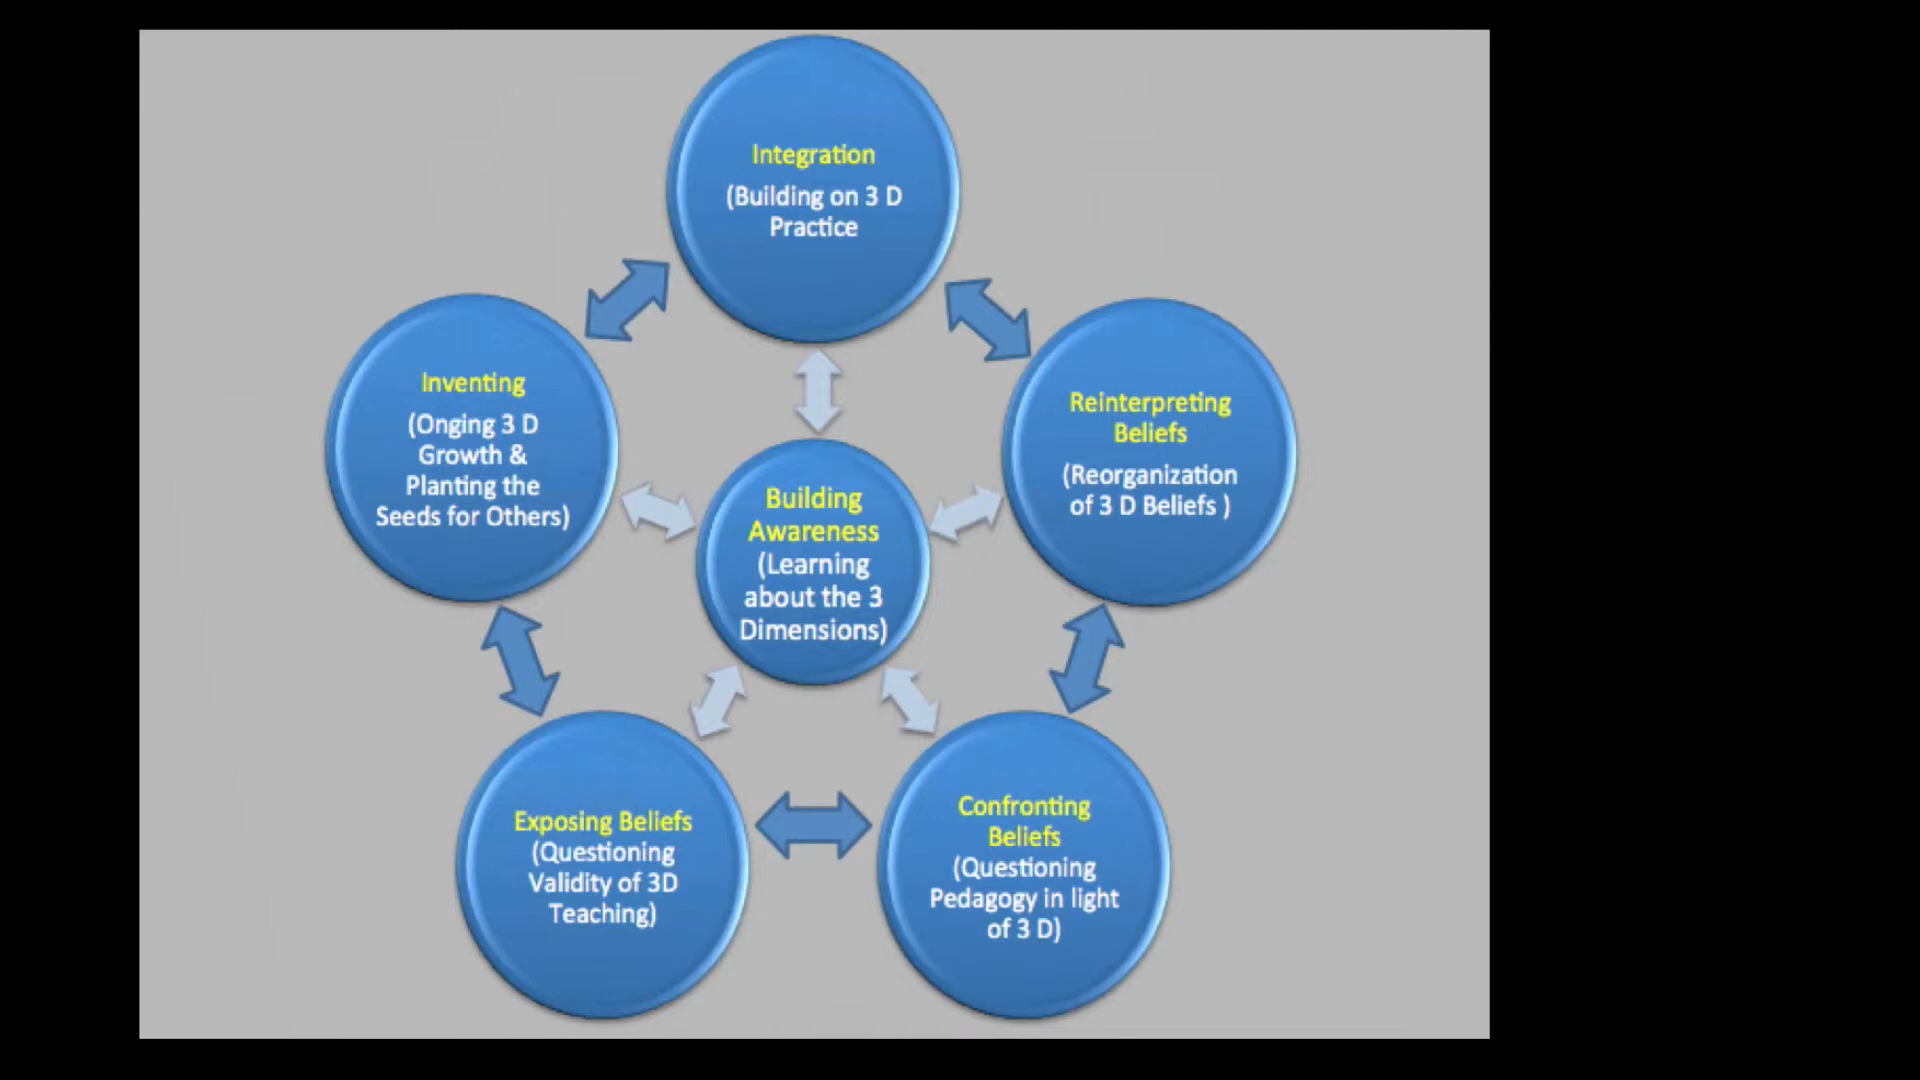 Integration
(Building on 3 D
Practice
Inventing
(Onging 3 D
Growth &
Planting the
Seeds for Others)
Reinterpreting
Beliefs
(Reorganization
of 3 D Beliefs )
Building
Awareness
(Learning
about the 3
Dimensions)
Exposing Beliefs
(Questioning
Validity of 3D
Teaching)
Confronting
Beliefs
(Questioning
Pedagogy in light
of 3 D)